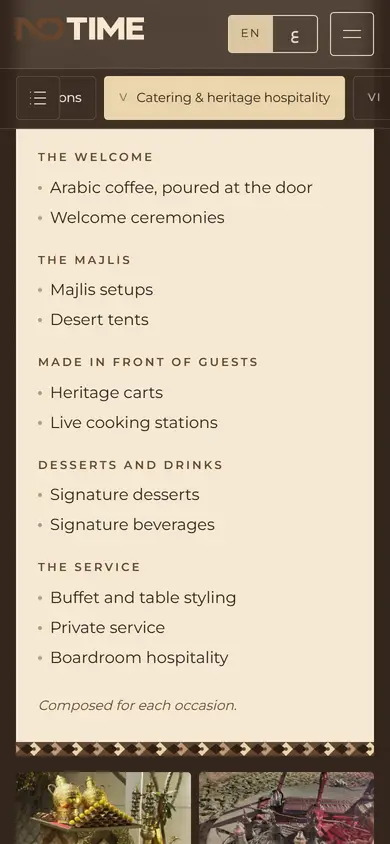 NOTIME
EN
ع
ons
V Catering & heritage hospitality
VI
THE WELCOME
• Arabic coffee, poured at the door
• Welcome ceremonies
THE MAJLIS
• Majlis setups
• Desert tents
MADE IN FRONT OF GUESTS
• Heritage carts
• Live cooking stations
DESSERTS AND DRINKS
• Signature desserts
• Signature beverages
THE SERVICE
• Buffet and table styling
• Private service
• Boardroom hospitality
Composed for each occasion.